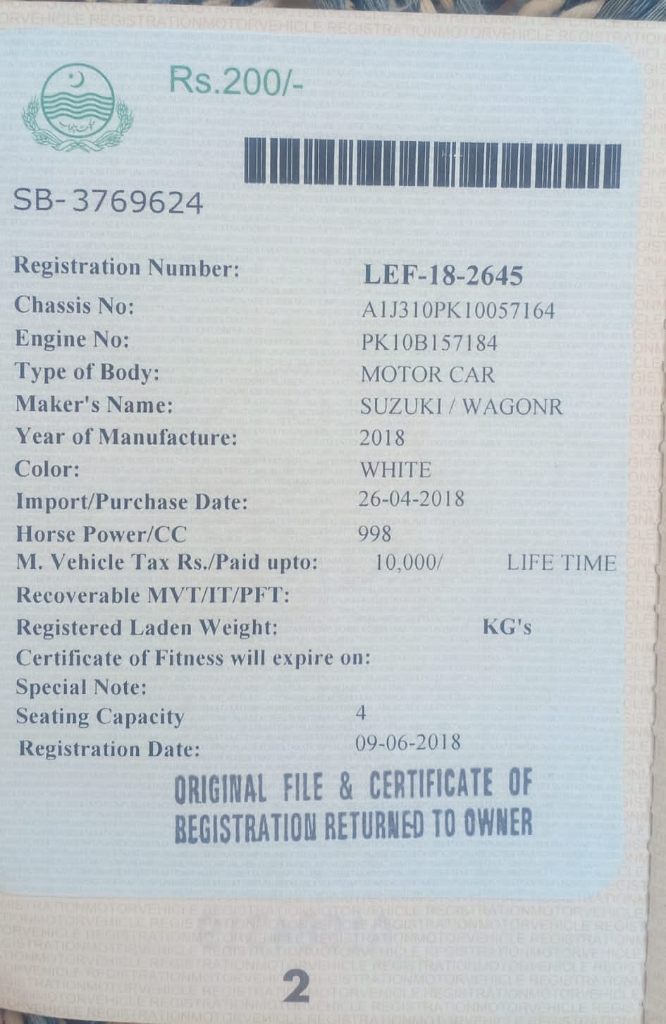 Rs.200/-
حکومت پنجاب
SB-3769624
Registration Number: LEF-18-2645
Chassis No: A1J310PK10057164
Engine No: PK10B157184
Type of Body: MOTOR CAR
Maker's Name: SUZUKI / WAGONR
Year of Manufacture: 2018
Color: WHITE
Import/Purchase Date: 26-04-2018
Horse Power/CC 998
M. Vehicle Tax Rs./Paid upto: 10,000/ LIFE TIME
Recoverable MVT/IT/PFT:
Registered Laden Weight: KG's
Certificate of Fitness will expire on:
Special Note:
Seating Capacity 4
Registration Date: 09-06-2018
ORIGINAL FILE & CERTIFICATE OF
BEGISTRATION RETURNED TO OWNER
2